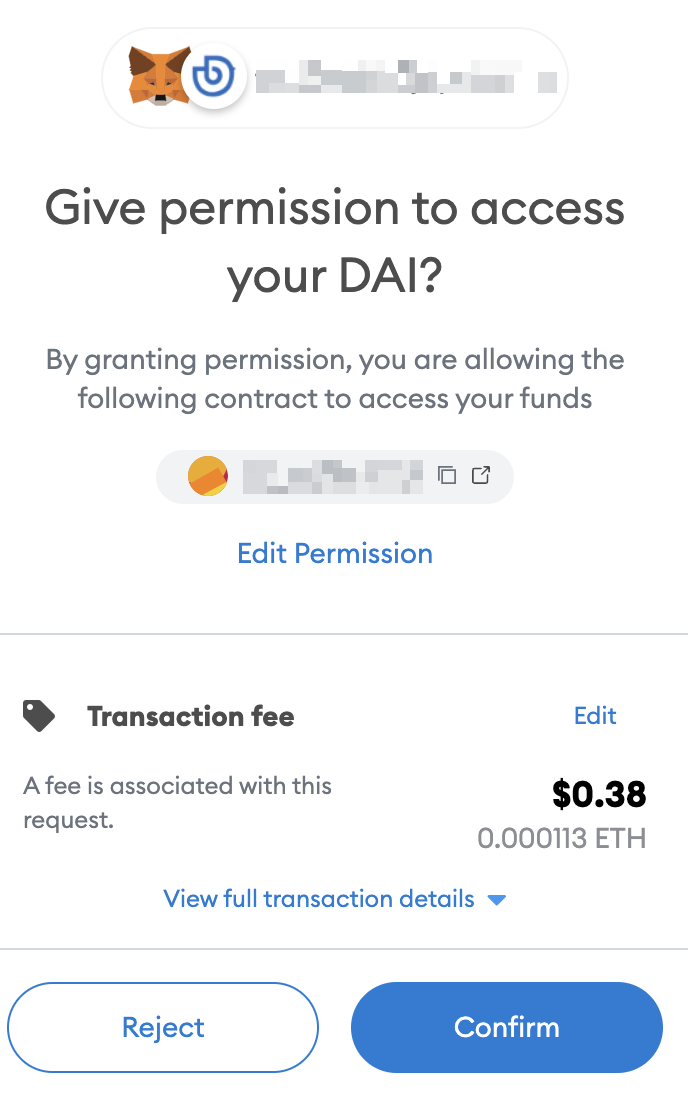 Give permission to access
your DAI?
By granting permission, you are allowing the
following contract to access your funds
Edit Permission
Transaction fee
Edit
A fee is associated with this
request.
$0.38
0.000113 ETH
View full transaction details
Reject
Confirm